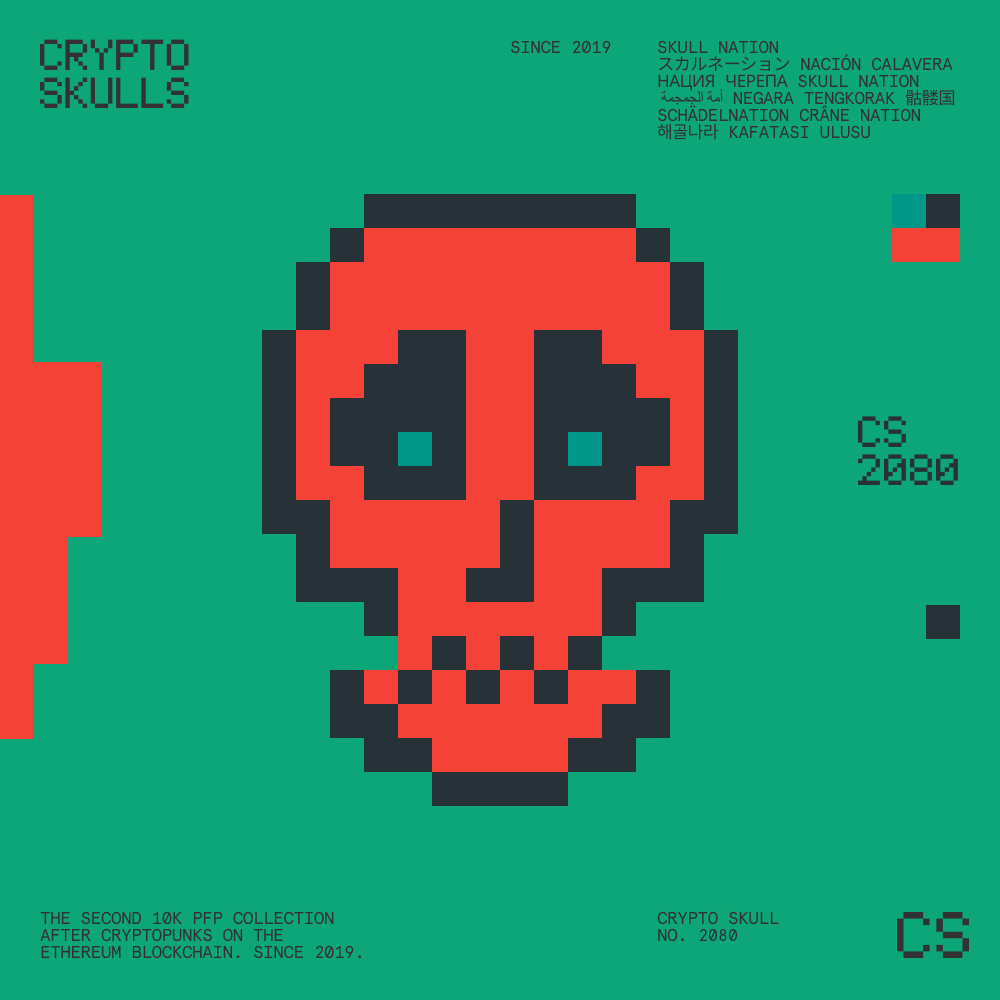 CRYPTO
SKULLS
SINCE 2019
SKULL NATION
スカルネーション NACIÓN CALAVERA
НАЦИЯ ЧЕРЕПА SKULL NATION
أمة الجمجمة NEGARA TENGKORAK 骷髅国
SCHÄDELNATION CRÂNE NATION
해골나라 KAFATASI ULUSU
CS
2080
THE SECOND 10K PFP COLLECTION
AFTER CRYPTOPUNKS ON THE
ETHEREUM BLOCKCHAIN. SINCE 2019.
CRYPTO SKULL
NO. 2080
CS